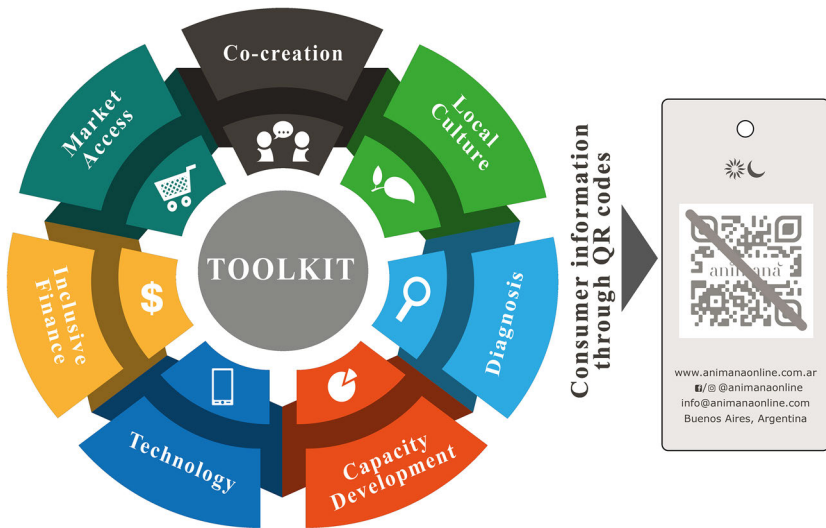 Co-creation
Local
Culture
Diagnosis
Capacity
Development
Technology
Inclusive
Finance
Market
Access
TOOLKIT
$
Consumer information
through QR codes
animaná
www.animanaonline.com.ar
/ @animanaonline
info@animanaonline.com
Buenos Aires, Argentina